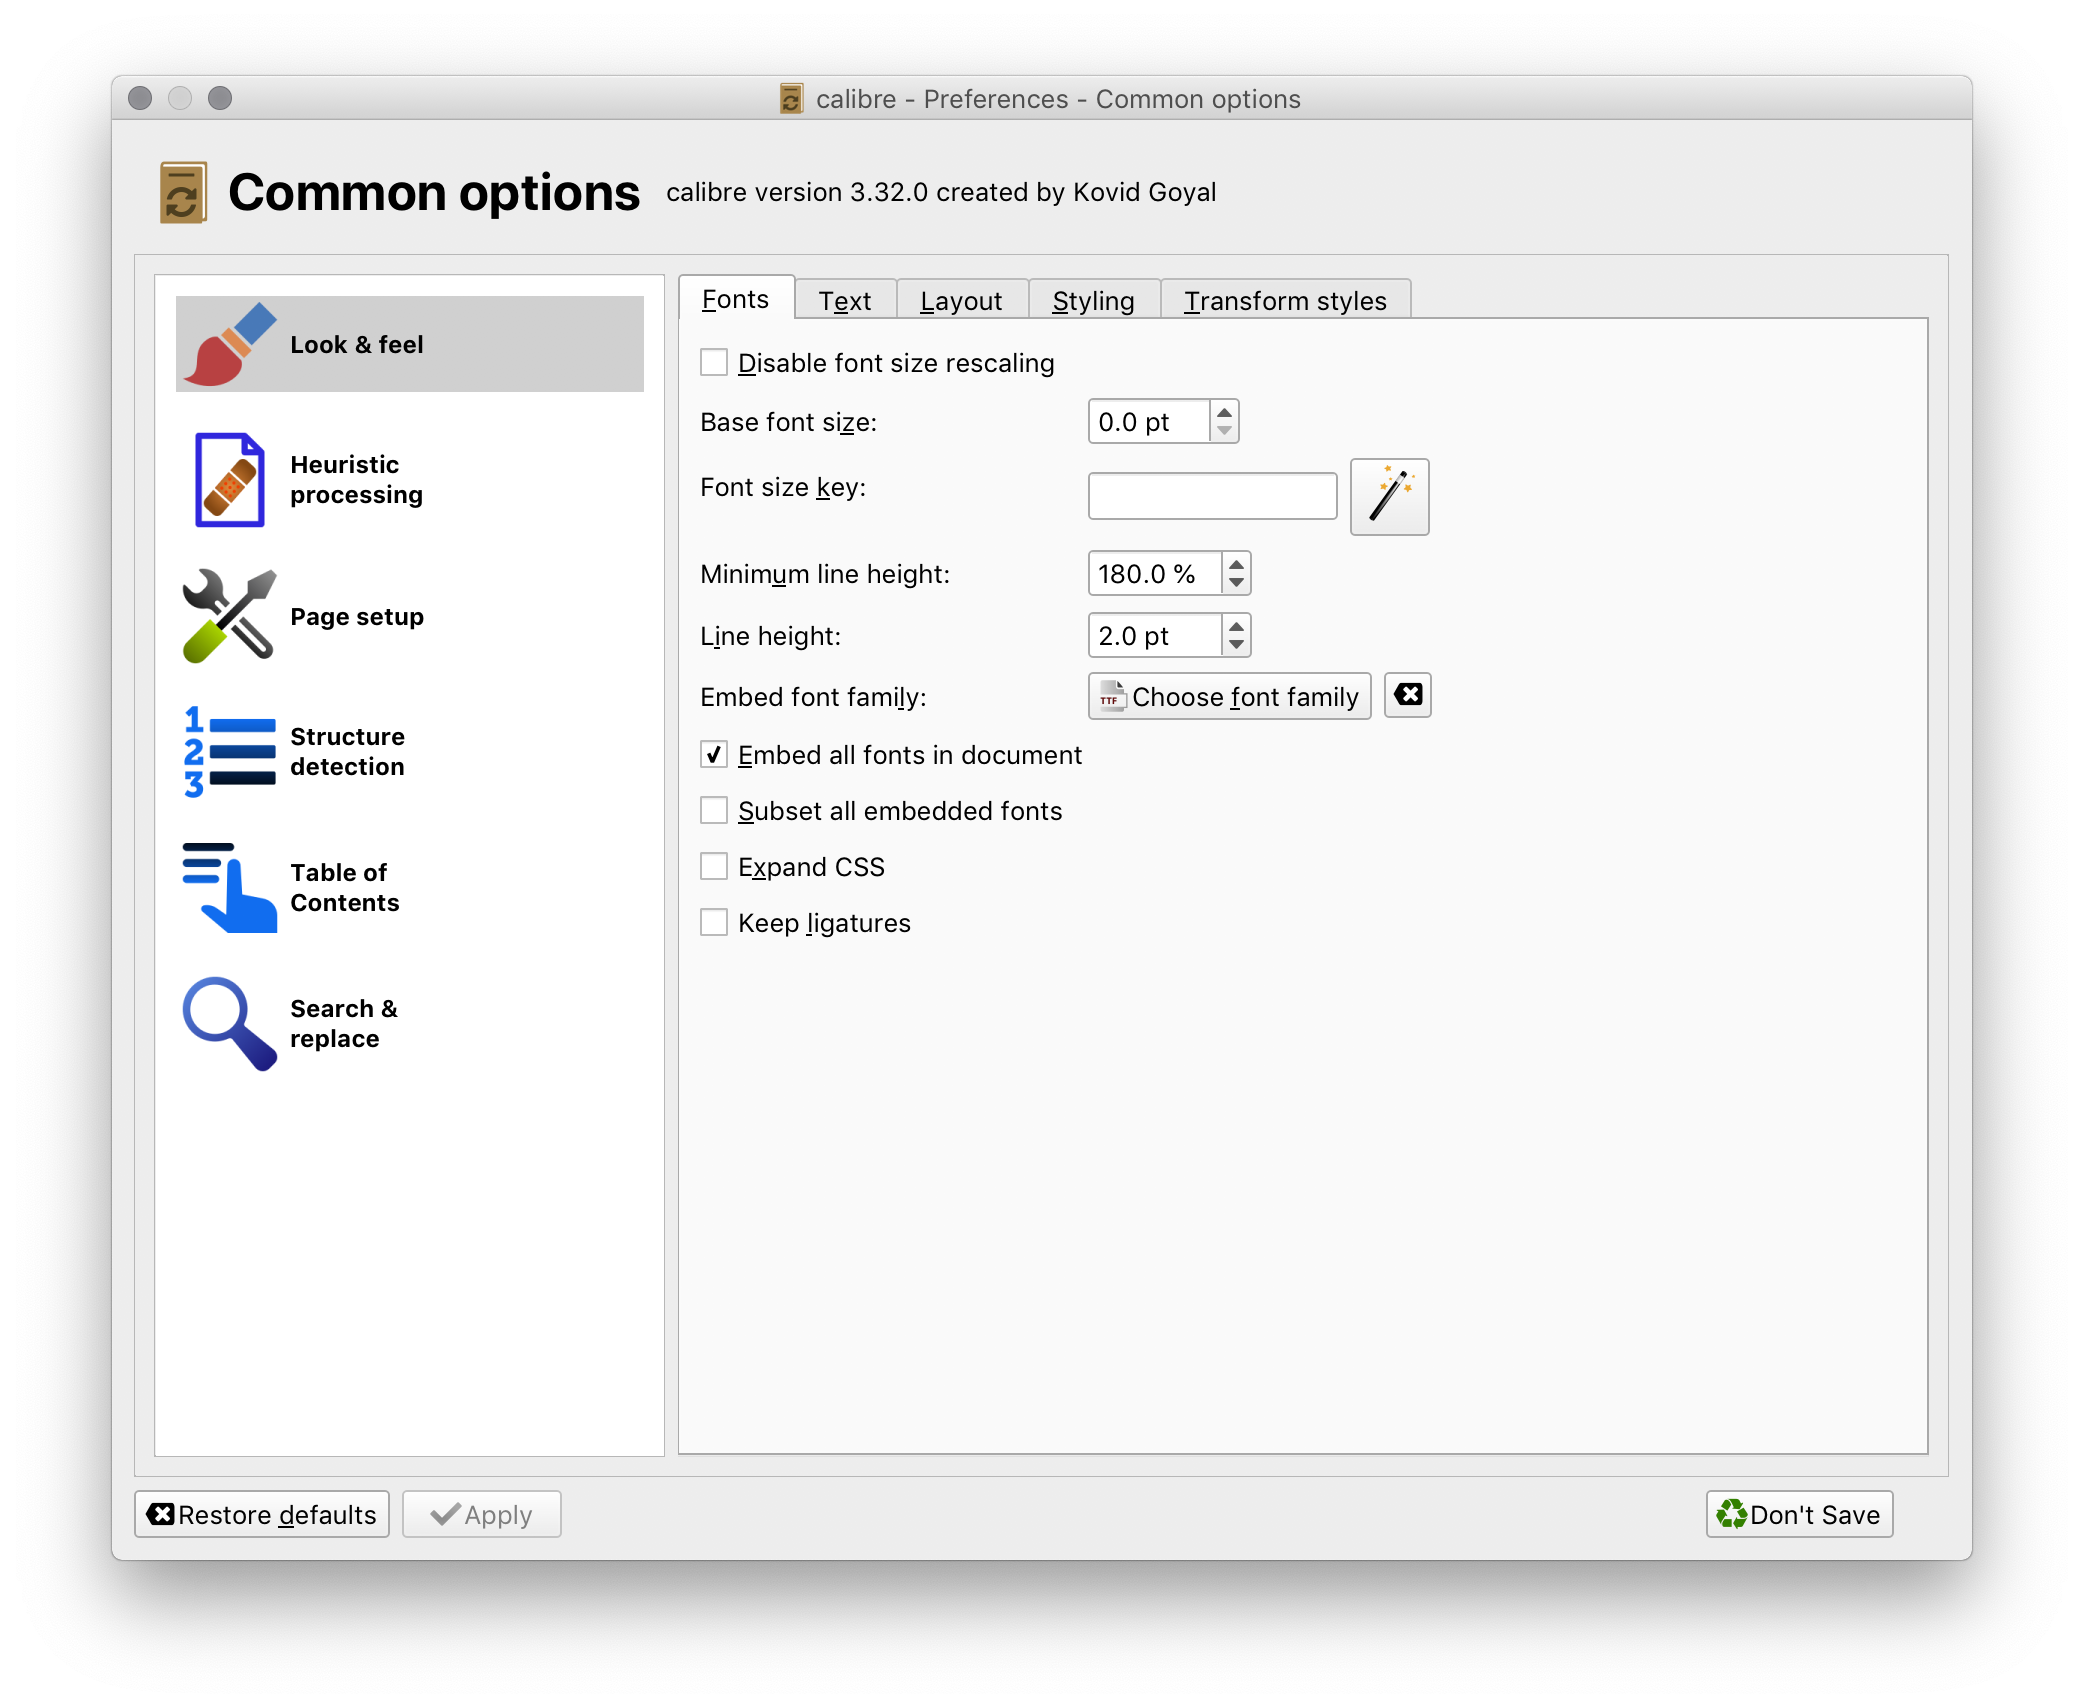 calibre - Preferences - Common options
Common options
calibre version 3.32.0 created by Kovid Goyal
Look & feel
Heuristic
processing
Page setup
1
2
3
Structure
detection
Table of
Contents
Search &
replace
Fonts
Text
Layout
Styling
Transform styles
Disable font size rescaling
Base font size:
0.0 pt
Font size key:
Minimum line height:
180.0 %
Line height:
2.0 pt
Embed font family:
TTF
Choose font family
Embed all fonts in document
Subset all embedded fonts
Expand CSS
Keep ligatures
Restore defaults
Apply
Don't Save